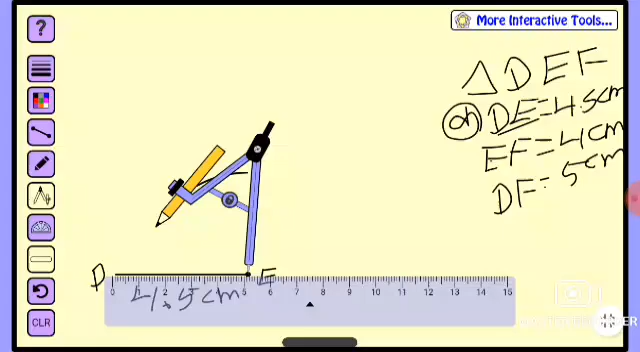 ?
More Interactive Tools...
△DEF
DE=4.5cm
EF=4cm
DF=5cm
D E
4.5cm
0 1 2 3 4 5 6 7 8 9 10 11 12 13 14 15
CLR